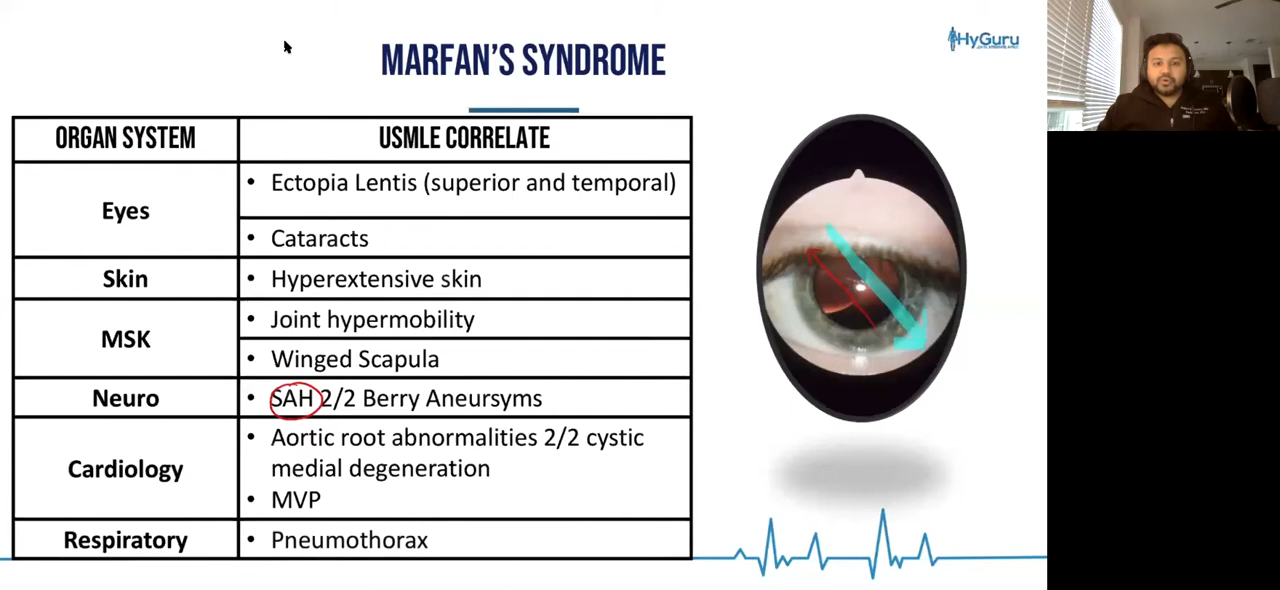 HyGuru
MARFAN'S SYNDROME
ORGAN SYSTEM
USMLE CORRELATE
Eyes
• Ectopia Lentis (superior and temporal)
• Cataracts
Skin
• Hyperextensive skin
MSK
• Joint hypermobility
• Winged Scapula
Neuro
• SAH 2/2 Berry Aneursyms
Cardiology
• Aortic root abnormalities 2/2 cystic
medial degeneration
• MVP
Respiratory
• Pneumothorax